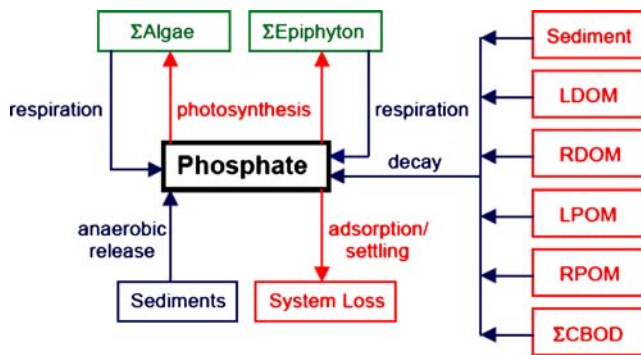 ΣAlgae
ΣEpiphyton
Sediment
respiration
photosynthesis
respiration
LDOM
Phosphate
decay
RDOM
anaerobic
release
adsorption/
settling
LPOM
Sediments
System Loss
RPOM
ΣCBOD